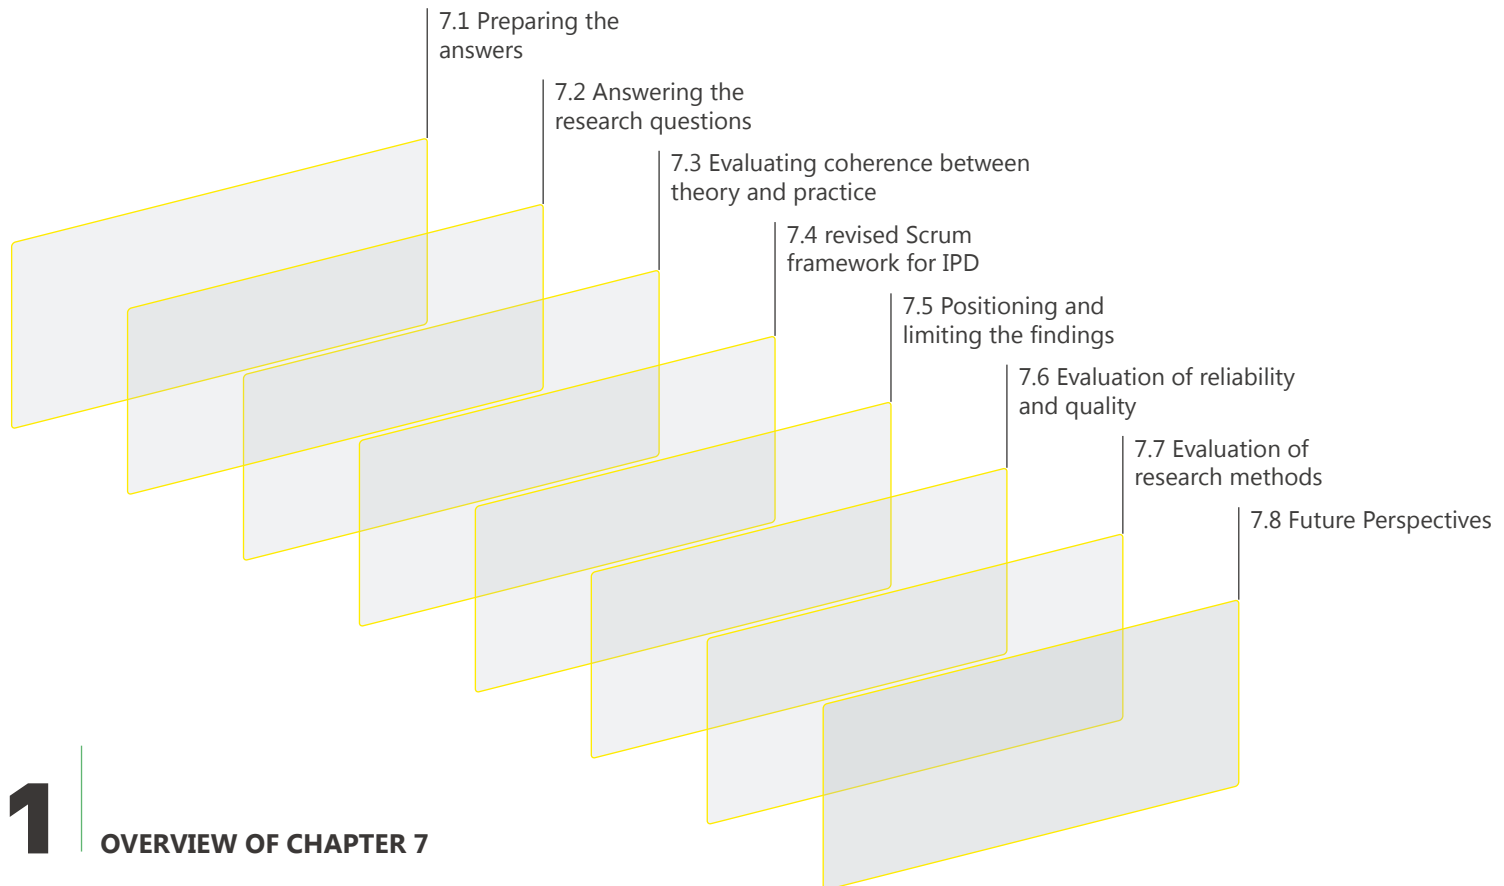 7.1 Preparing the
answers
7.2 Answering the
research questions
7.3 Evaluating coherence between
theory and practice
7.4 revised Scrum
framework for IPD
7.5 Positioning and
limiting the findings
7.6 Evaluation of reliability
and quality
7.7 Evaluation of
research methods
7.8 Future Perspectives
1
OVERVIEW OF CHAPTER 7